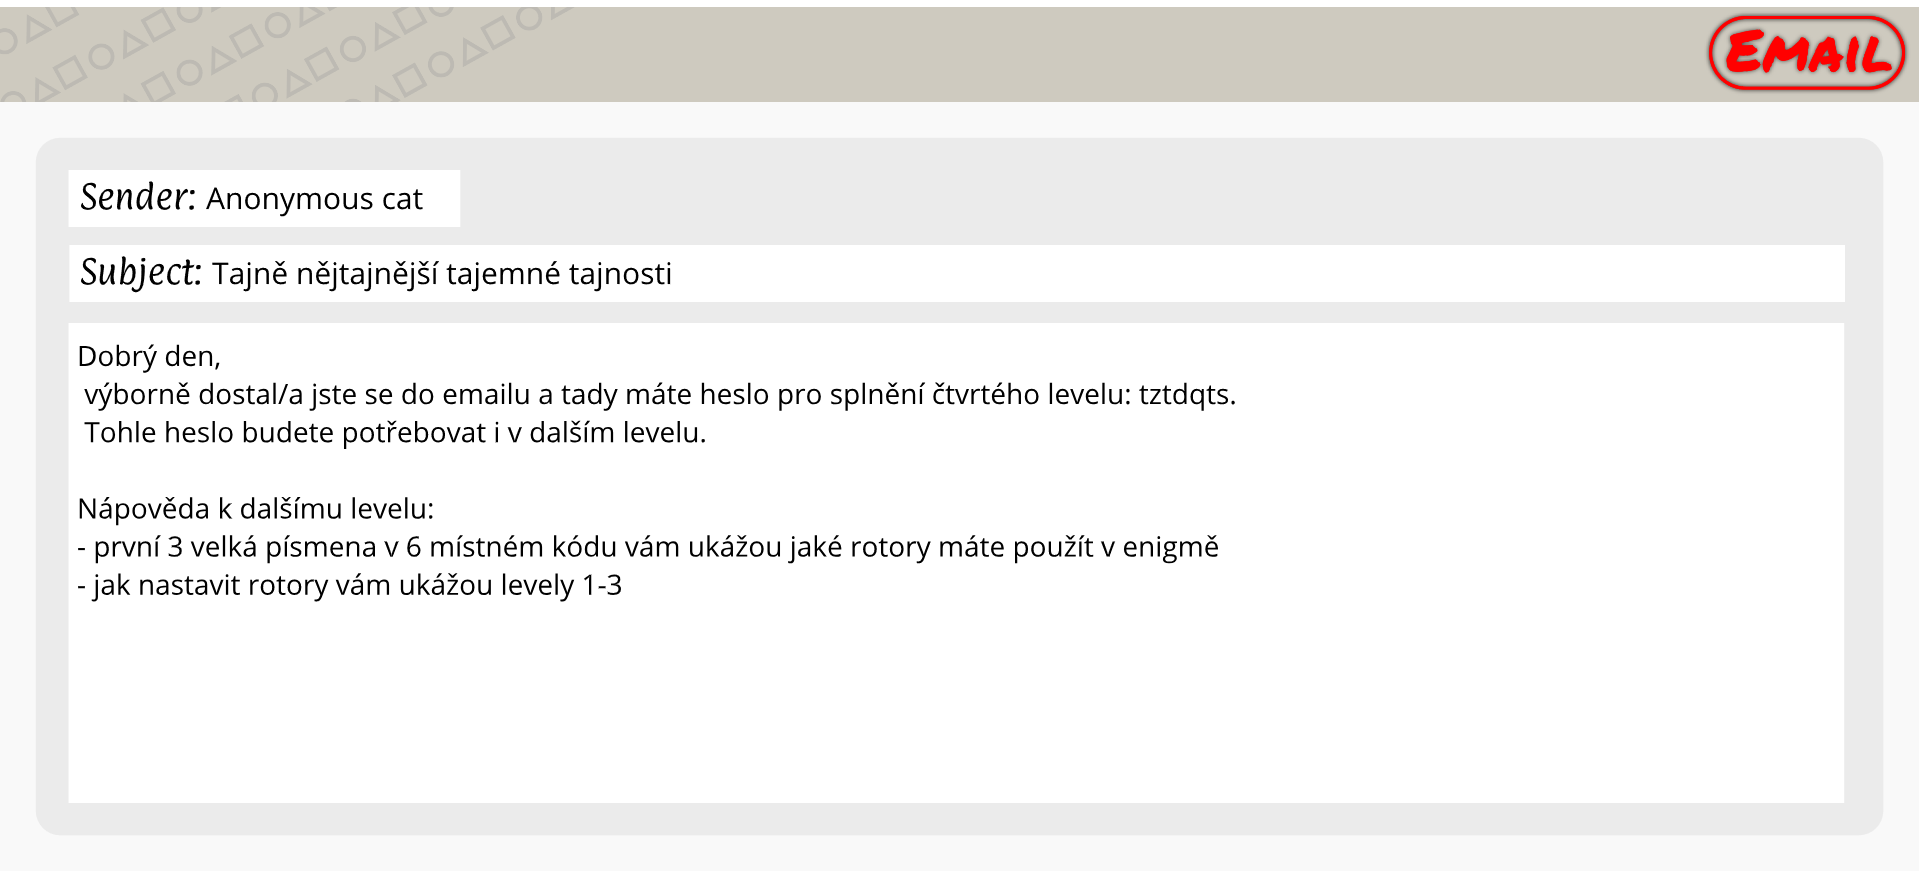 EMAIL
Sender: Anonymous cat
Subject: Tajně nějtajnější tajemné tajnosti
Dobrý den,
výborně dostal/a jste se do emailu a tady máte heslo pro splnění čtvrtého levelu: tztdqts.
Tohle heslo budete potřebovat i v dalším levelu.
Nápověda k dalšímu levelu:
- první 3 velká písmena v 6 místném kódu vám ukážou jaké rotory máte použít v enigmě
- jak nastavit rotory vám ukážou levely 1-3